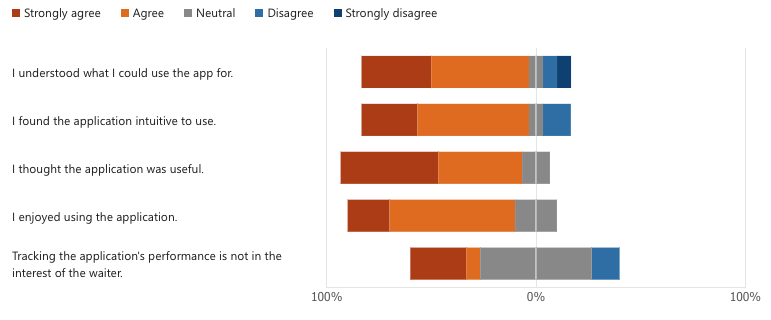 Strongly agree Agree Neutral Disagree Strongly disagree
I understood what I could use the app for.
I found the application intuitive to use.
I thought the application was useful.
I enjoyed using the application.
Tracking the application's performance is not in the
interest of the waiter.
100% 0% 100%